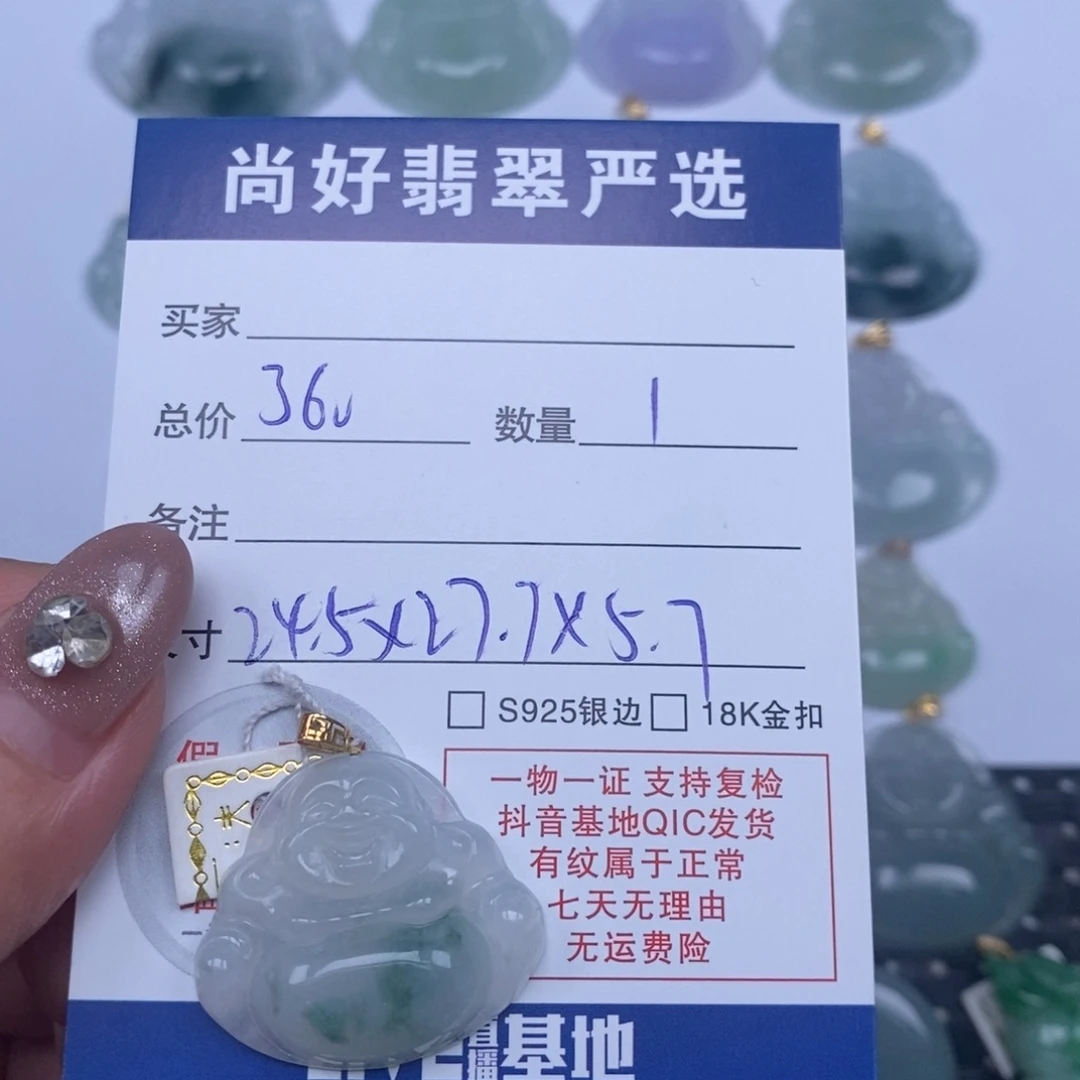 尚好翡翠严选
买家
总价 360 数量 1
备注
寸 24.5x27.7x5.7
S925银边 18K金扣
假
一物一证 支持复检
抖音基地QIC发货
有纹属于正常
七天无理由
无运费险
直播基地